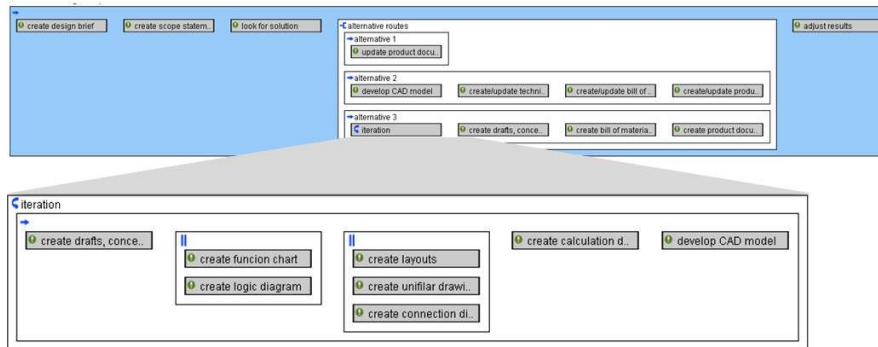 create design brief
create scope statem..
look for solution
alternative routes
adjust results
alternative 1
update product docu..
alternative 2
develop CAD model
create/update techni..
create/update bill of ..
create/update produ..
alternative 3
iteration
create drafts, conce..
create bill of materia..
create product docu..
iteration
create drafts, conce..
create funcion chart
create logic diagram
create layouts
create unifilar drawi..
create connection di..
create calculation d..
develop CAD model